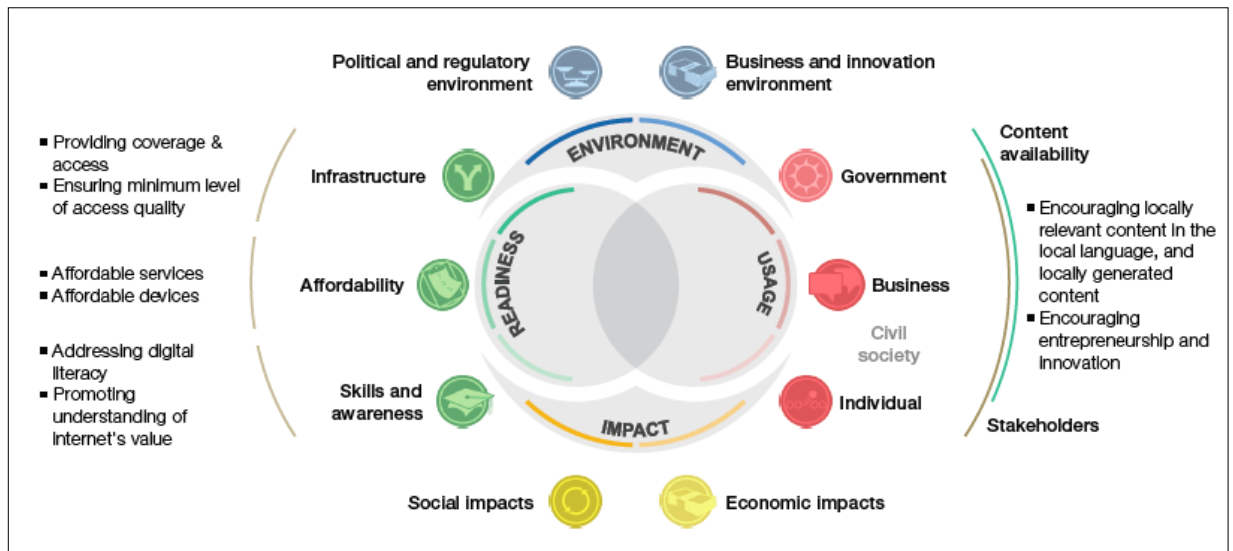 Political and regulatory
environment
Business and innovation
environment
▪ Providing coverage &
access
▪ Ensuring minimum level
of access quality
▪ Affordable services
▪ Affordable devices
▪ Addressing digital
literacy
▪ Promoting
understanding of
Internet's value
Infrastructure
Affordability
Skills and
awareness
ENVIRONMENT
READINESS
USAGE
IMPACT
Government
Business
Civil
society
Individual
Content
availability
▪ Encouraging locally
relevant content in the
local language, and
locally generated
content
▪ Encouraging
entrepreneurship and
innovation
Stakeholders
Social impacts
Economic impacts